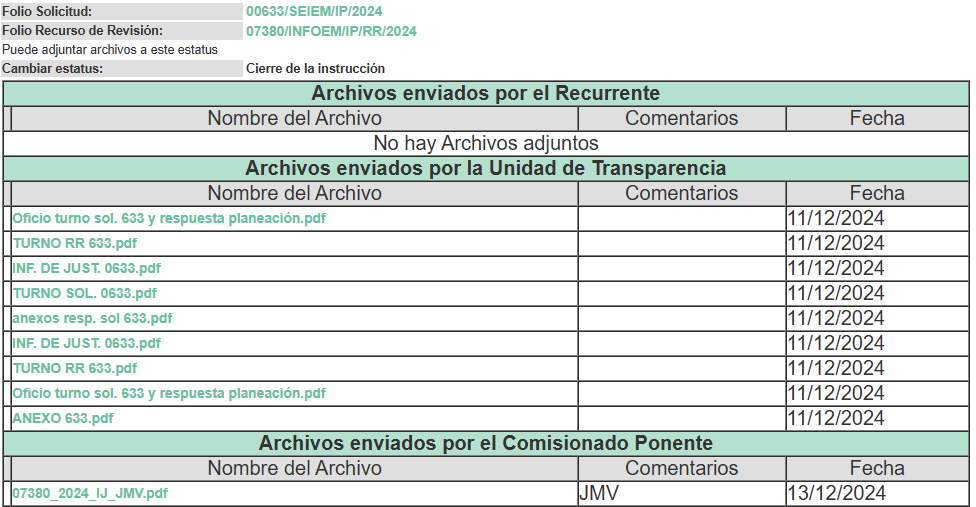 Folio Solicitud: 00633/SEIEM/IP/2024
Folio Recurso de Revisión: 07380/INFOEM/IP/RR/2024
Puede adjuntar archivos a este estatus
Cambiar estatus: Cierre de la instrucción
Archivos enviados por el Recurrente
Nombre del Archivo Comentarios Fecha
No hay Archivos adjuntos
Archivos enviados por la Unidad de Transparencia
Nombre del Archivo Comentarios Fecha
Oficio turno sol. 633 y respuesta planeación.pdf 11/12/2024
TURNO RR 633.pdf 11/12/2024
INF. DE JUST. 0633.pdf 11/12/2024
TURNO SOL. 0633.pdf 11/12/2024
anexos resp. sol 633.pdf 11/12/2024
INF. DE JUST. 0633.pdf 11/12/2024
TURNO RR 633.pdf 11/12/2024
Oficio turno sol. 633 y respuesta planeación.pdf 11/12/2024
ANEXO 633.pdf 11/12/2024
Archivos enviados por el Comisionado Ponente
Nombre del Archivo Comentarios Fecha
07380_2024_IJ_JMV.pdf JMV 13/12/2024